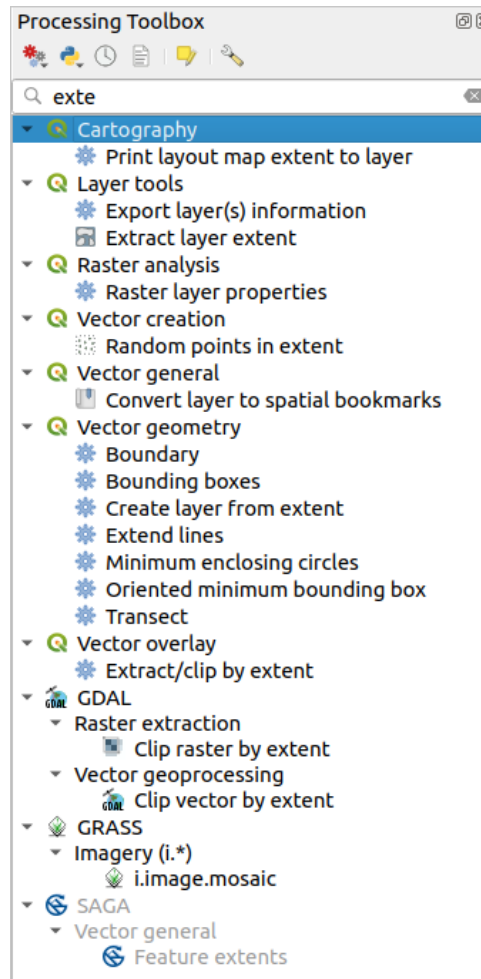 Processing Toolbox
exte
Cartography
Print layout map extent to layer
Layer tools
Export layer(s) information
Extract layer extent
Raster analysis
Raster layer properties
Vector creation
Random points in extent
Vector general
Convert layer to spatial bookmarks
Vector geometry
Boundary
Bounding boxes
Create layer from extent
Extend lines
Minimum enclosing circles
Oriented minimum bounding box
Transect
Vector overlay
Extract/clip by extent
GDAL GDAL
Raster extraction
Clip raster by extent
Vector geoprocessing
GDAL Clip vector by extent
GRASS
Imagery (i.*)
i.image.mosaic
SAGA
Vector general
Feature extents